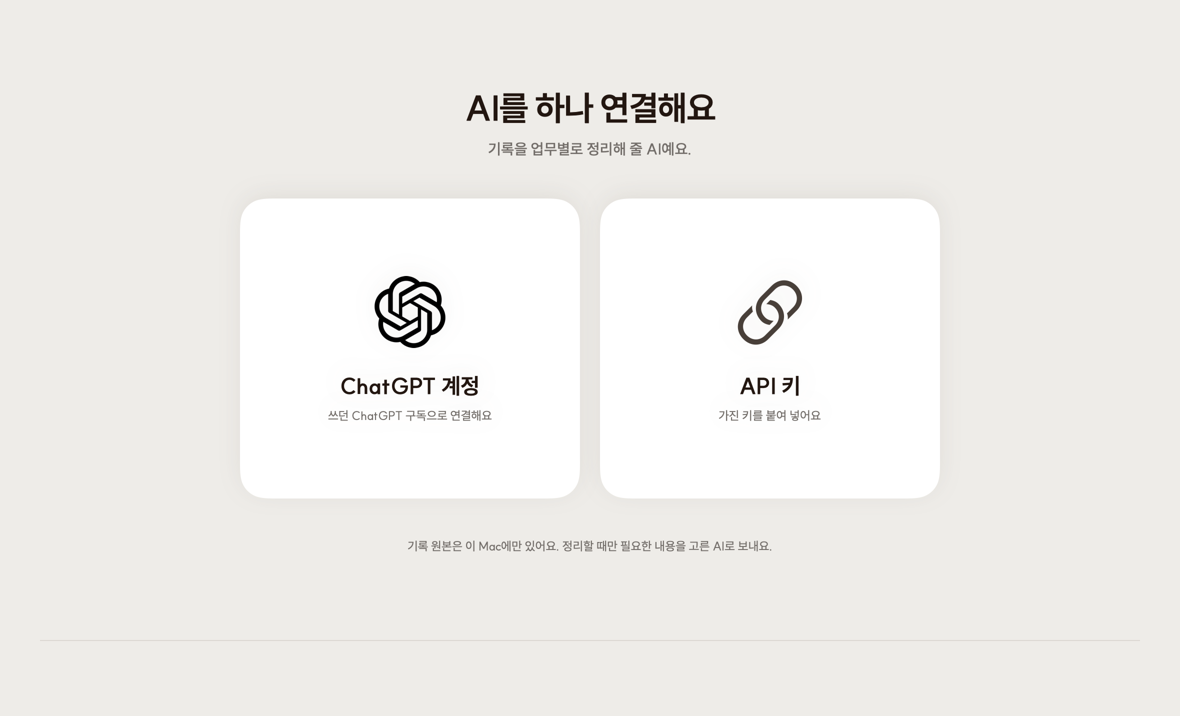 AI를 하나 연결해요
기록을 업무별로 정리해 줄 AI예요.
ChatGPT 계정
쓰던 ChatGPT 구독으로 연결해요
API 키
가진 키를 붙여 넣어요
기록 원본은 이 Mac에만 있어요. 정리할 때만 필요한 내용을 고른 AI로 보내요.